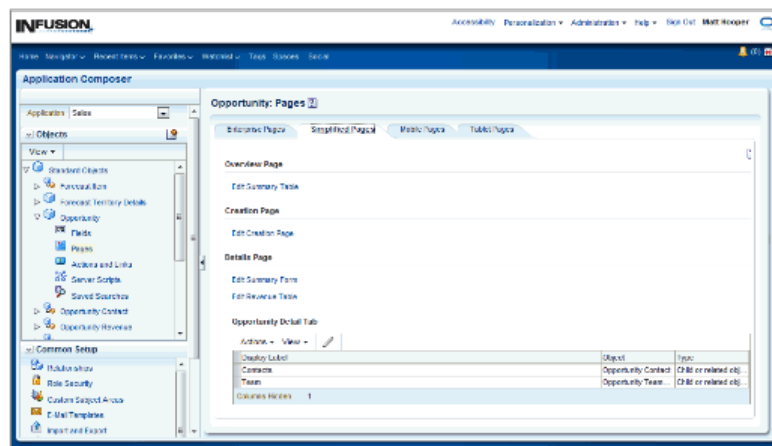 INFUSION
Accessibility Personalization Administration Help Sign Out Matt Hooper
Home Navigator Recent Items Favorites Watchlist Tags Spaces Social (0)
Application Composer
Application Sales
Objects
View
Standard Objects
Forecast Item
Forecast Territory Details
Opportunity
Fields
Pages
Actions and Links
Server Scripts
Saved Searches
Opportunity Contact
Opportunity Revenue
Common Setup
Relationships
Role Security
Custom Subject Areas
E-Mail Templates
Import and Export
Opportunity: Pages
Enterprise Pages Simplified Pages Mobile Pages Tablet Pages
Overview Page
Edit Summary Table
Creation Page
Edit Creation Page
Details Page
Edit Summary Form
Edit Revenue Table
Opportunity Detail Tab
Actions View
Display Label Object Type
Contacts Opportunity Contact Child or related obj...
Team Opportunity Team... Child or related obj...
Columns Hidden 1